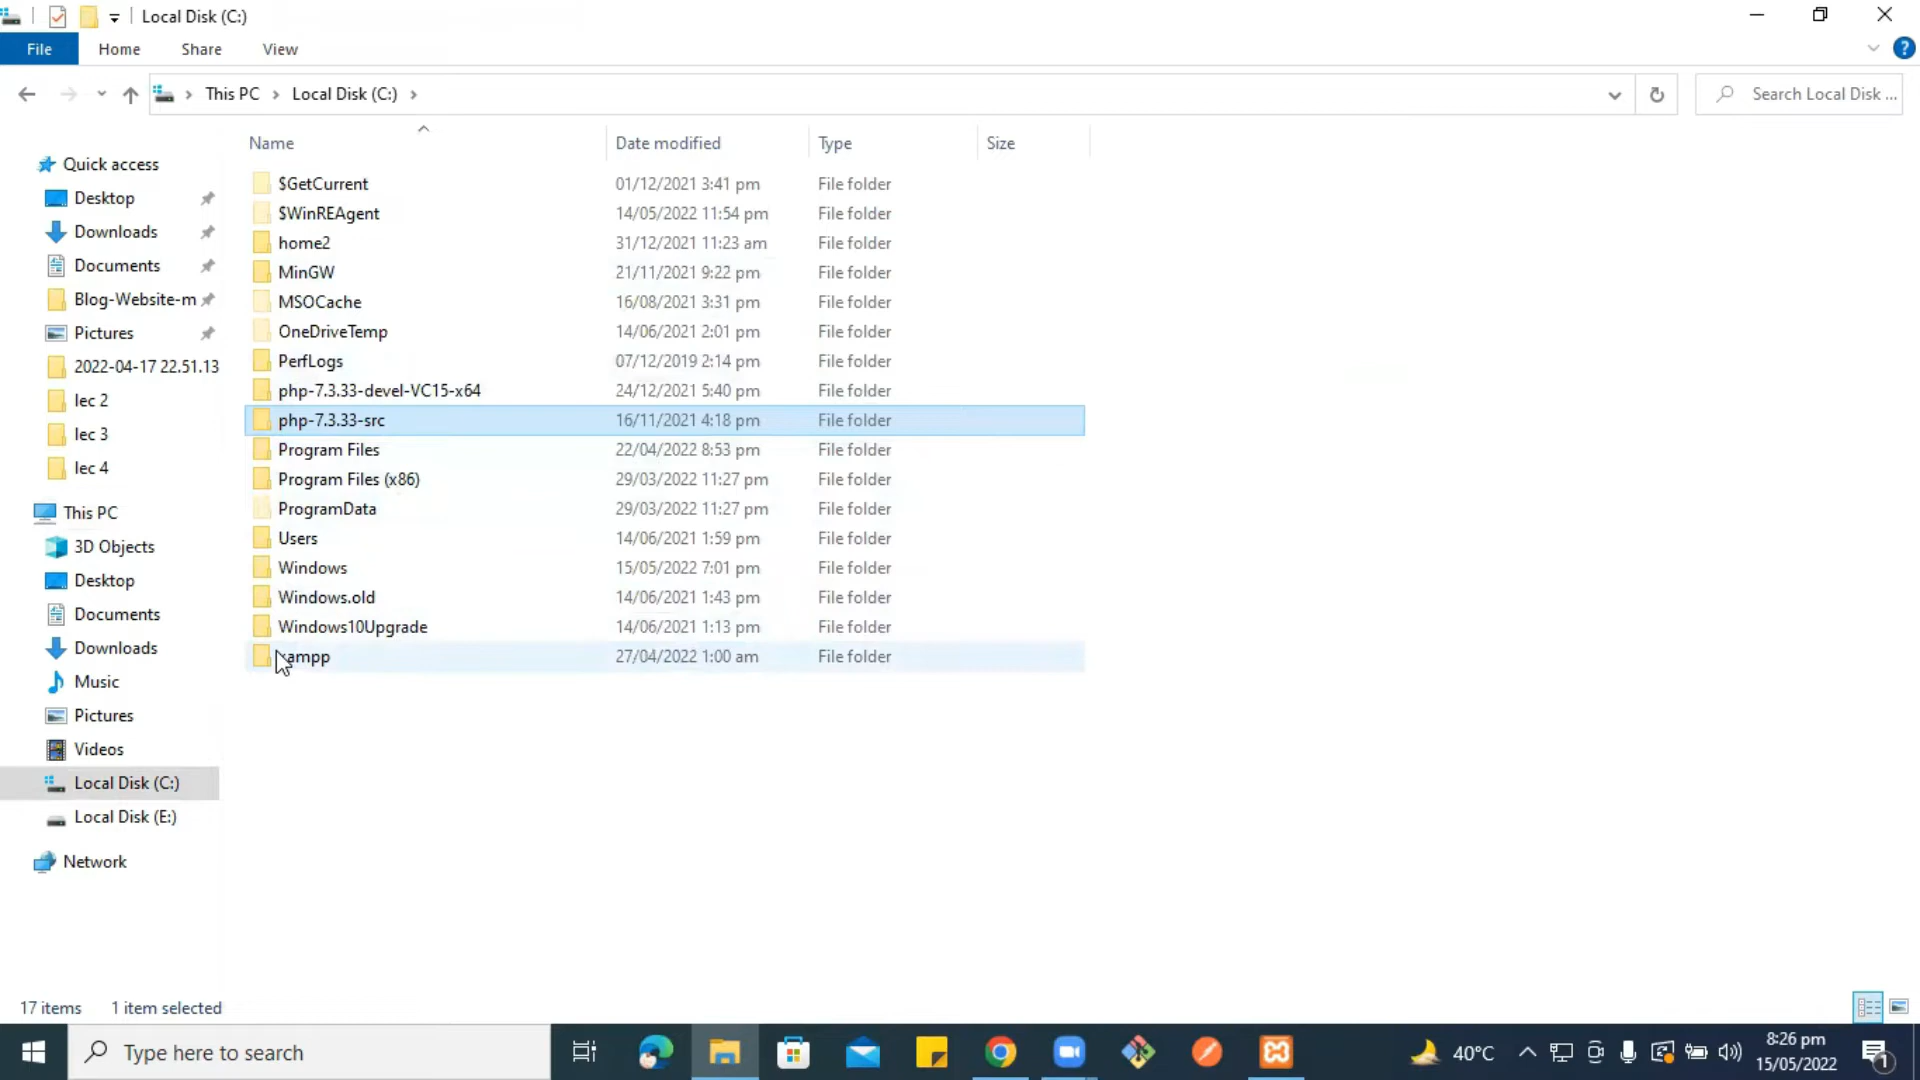 Local Disk (C:)
File Home Share View
This PC Local Disk (C:)
Search Local Disk ...
Name Date modified Type Size
Quick access
Desktop
Downloads
Documents
Blog-Website-m
Pictures
2022-04-17 22.51.13
lec 2
lec 3
lec 4
This PC
3D Objects
Desktop
Documents
Downloads
Music
Pictures
Videos
Local Disk (C:)
Local Disk (E:)
Network
$GetCurrent 01/12/2021 3:41 pm File folder
$WinREAgent 14/05/2022 11:54 pm File folder
home2 31/12/2021 11:23 am File folder
MinGW 21/11/2021 9:22 pm File folder
MSOCache 16/08/2021 3:31 pm File folder
OneDriveTemp 14/06/2021 2:01 pm File folder
PerfLogs 07/12/2019 2:14 pm File folder
php-7.3.33-devel-VC15-x64 24/12/2021 5:40 pm File folder
php-7.3.33-src 16/11/2021 4:18 pm File folder
Program Files 22/04/2022 8:53 pm File folder
Program Files (x86) 29/03/2022 11:27 pm File folder
ProgramData 29/03/2022 11:27 pm File folder
Users 14/06/2021 1:59 pm File folder
Windows 15/05/2022 7:01 pm File folder
Windows.old 14/06/2021 1:43 pm File folder
Windows10Upgrade 14/06/2021 1:13 pm File folder
xampp 27/04/2022 1:00 am File folder
17 items 1 item selected
Type here to search
40°C
8:26 pm
15/05/2022
1